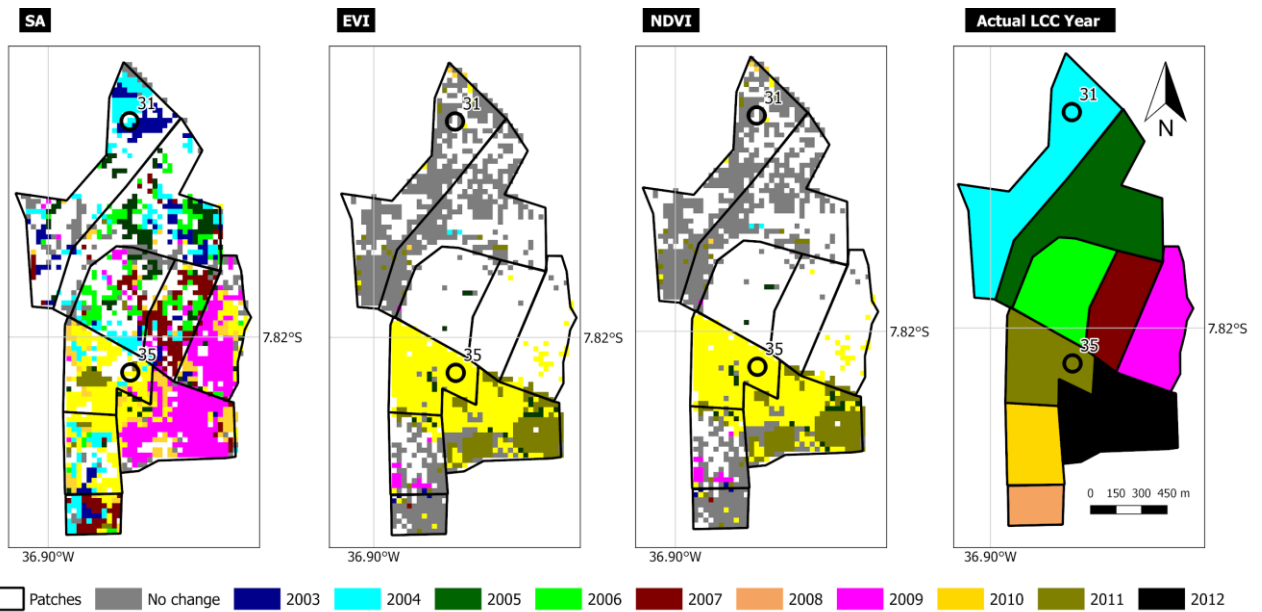 SA
EVI
NDVI
Actual LCC Year
31
31
31
31
N
7.82°S
7.82°S
35
35
35
35
0 150 300 450 m
36.90°W
36.90°W
36.90°W
36.90°W
Patches No change 2003 2004 2005 2006 2007 2008 2009 2010 2011 2012